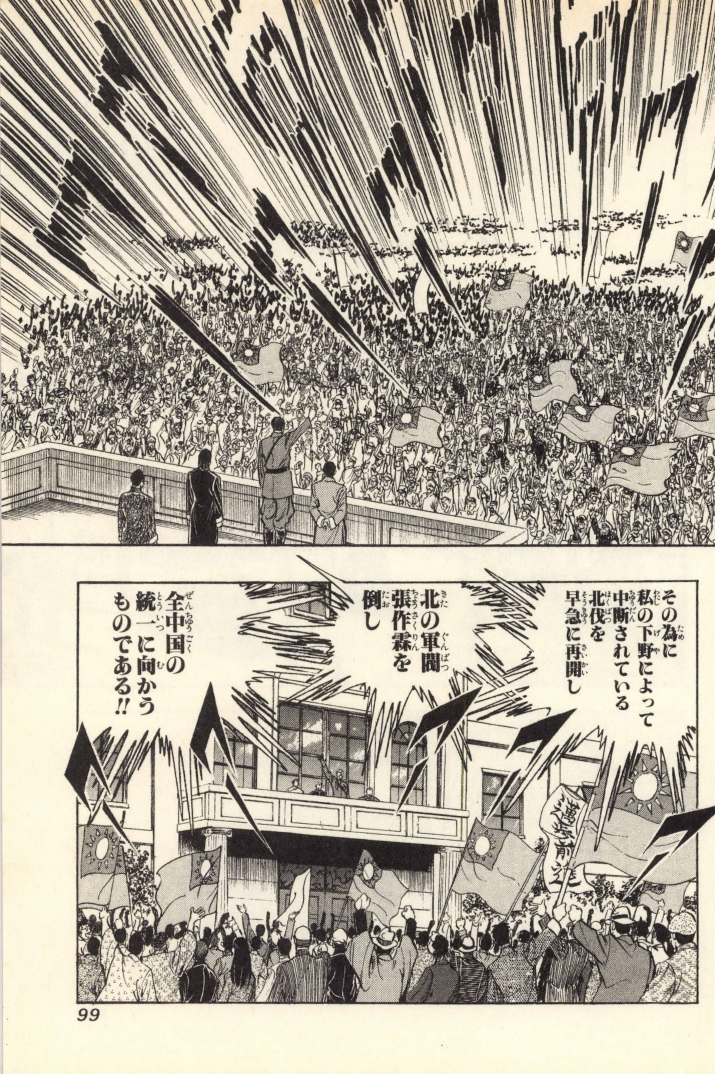 その為に
私の下野によって
中断されている
北伐を
早急に再開し
北の軍閥
張作霖を
倒し
全中国の
統一に向かう
ものである!!
99